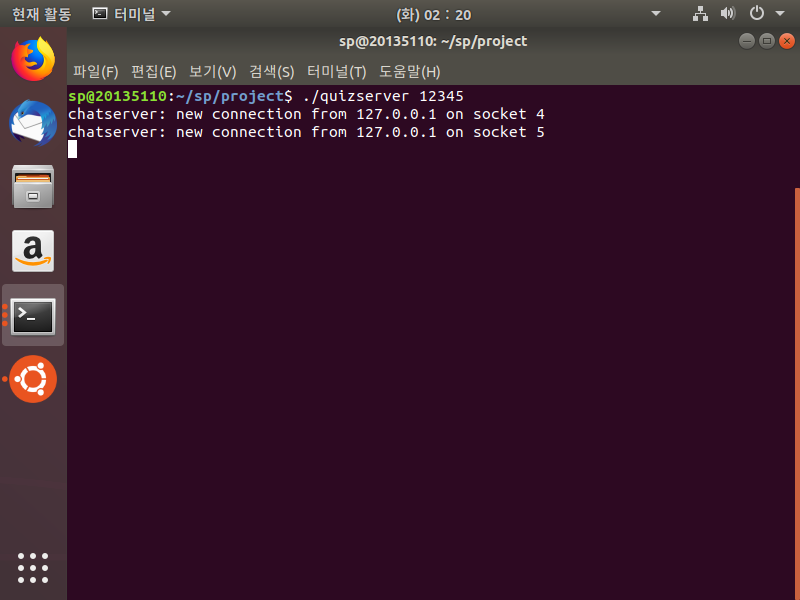 현재 활동 터미널 (화) 02 : 20
sp@20135110: ~/sp/project
파일(F) 편집(E) 보기(V) 검색(S) 터미널(T) 도움말(H)
sp@20135110:~/sp/project$ ./quizserver 12345
chatserver: new connection from 127.0.0.1 on socket 4
chatserver: new connection from 127.0.0.1 on socket 5
a
>_